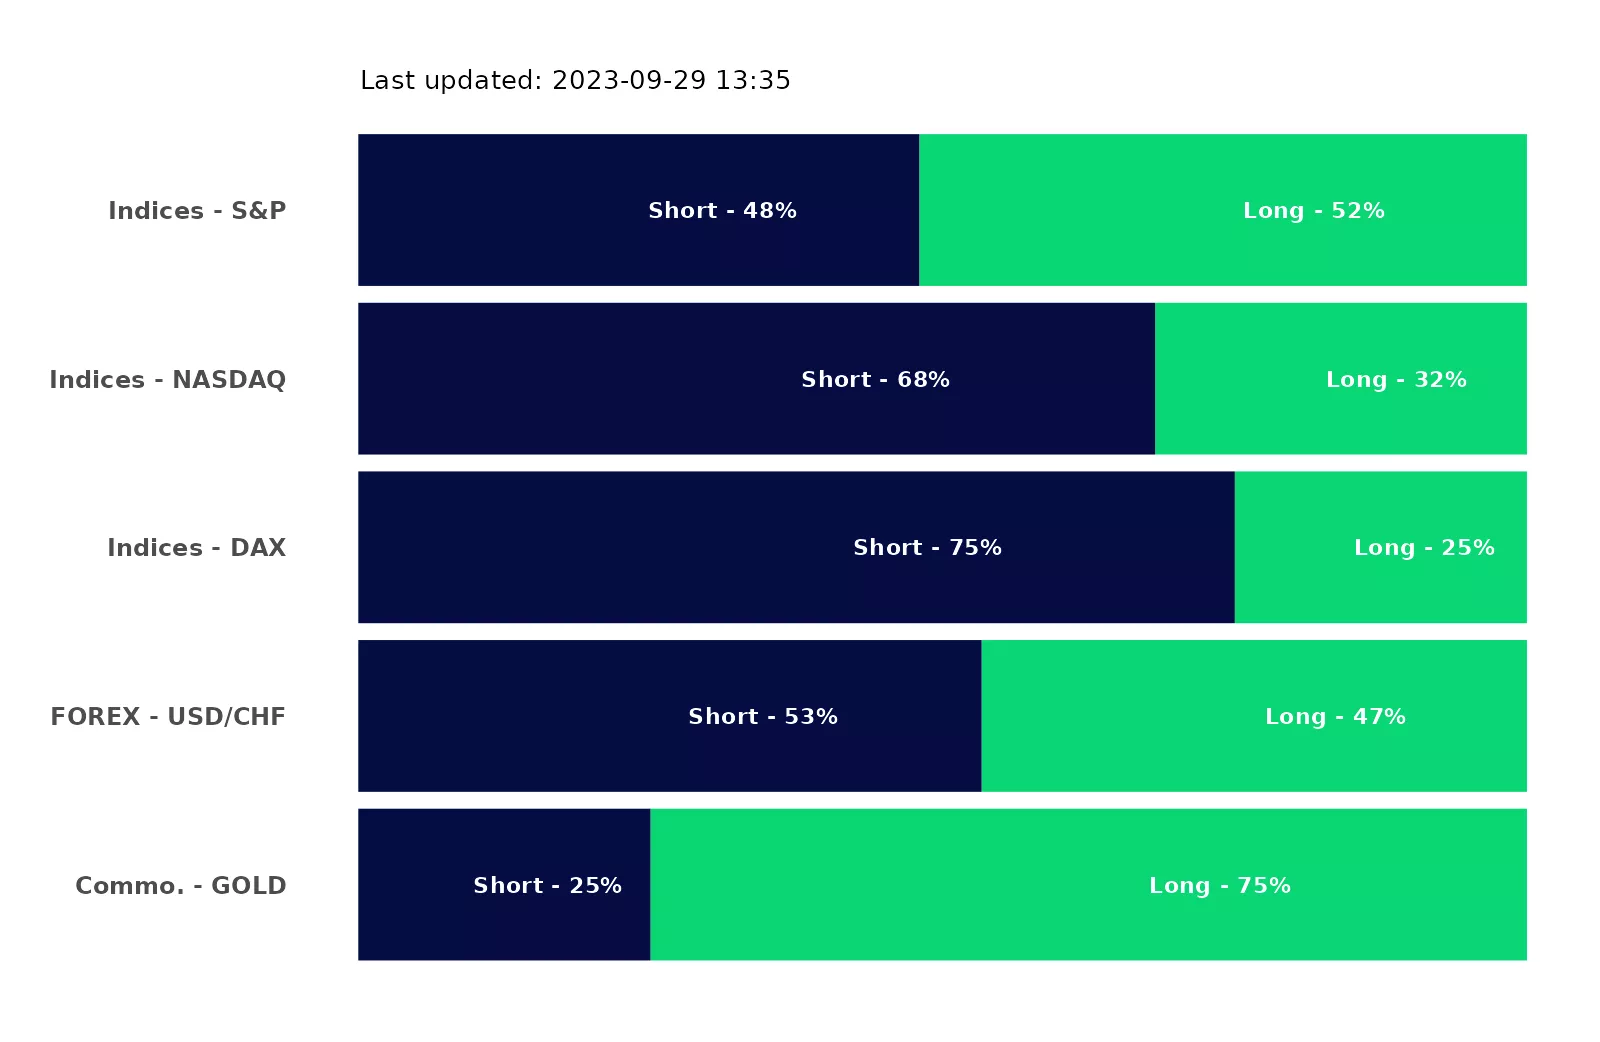 Last updated: 2023-09-29 13:35
Indices - S&P Short - 48% Long - 52%
Indices - NASDAQ Short - 68% Long - 32%
Indices - DAX Short - 75% Long - 25%
FOREX - USD/CHF Short - 53% Long - 47%
Commo. - GOLD Short - 25% Long - 75%